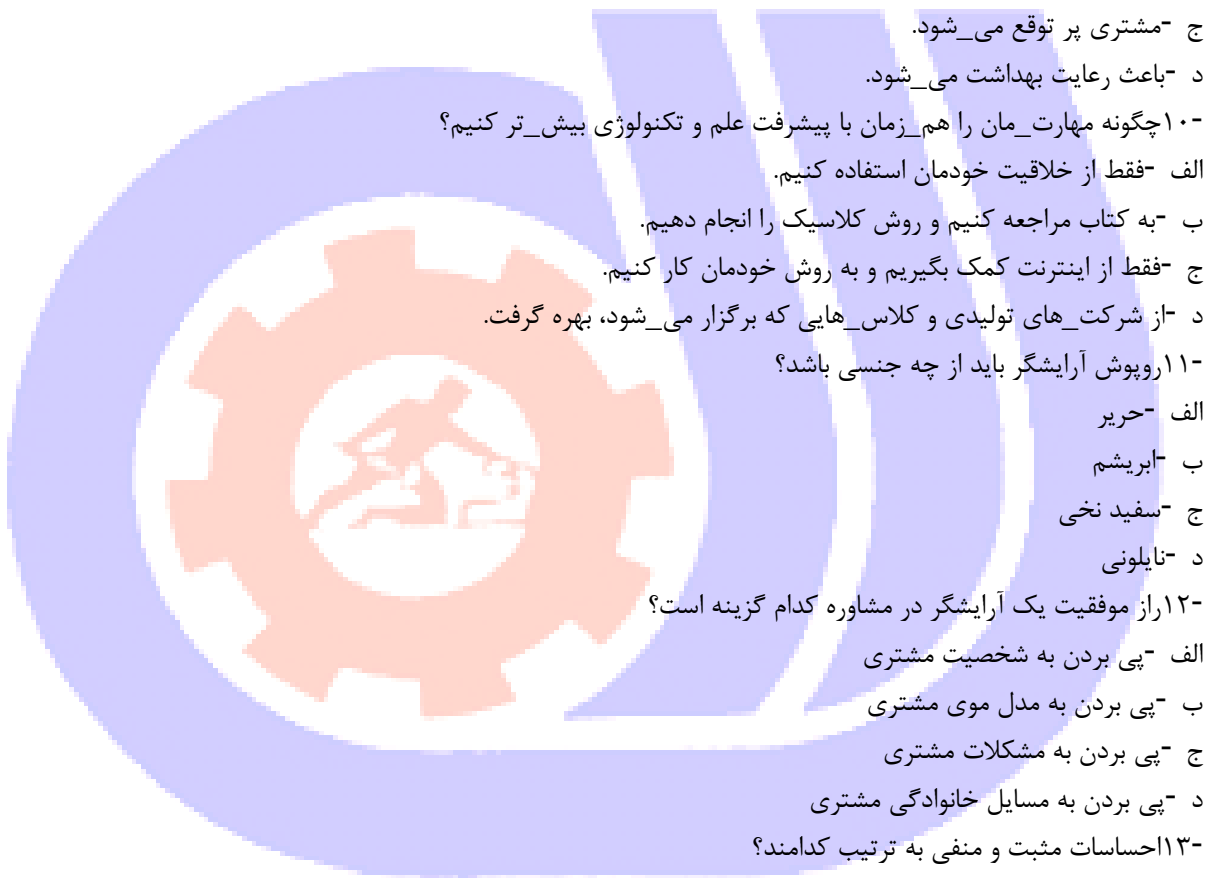 ج -مشتری پر توقع می_شود.
د -باعث رعایت بهداشت می_شود.
-۱۰چگونه مهارت_مان را هم_زمان با پیشرفت علم و تکنولوژی بیش_تر کنیم؟
الف -فقط از خلاقیت خودمان استفاده کنیم.
ب -به کتاب مراجعه کنیم و روش کلاسیک را انجام دهیم.
ج -فقط از اینترنت کمک بگیریم و به روش خودمان کار کنیم.
د -از شرکت_های تولیدی و کلاس_هایی که برگزار می_شود، بهره گرفت.
-۱۱روپوش آرایشگر باید از چه جنسی باشد؟
الف -حریر
ب -ابریشم
ج -سفید نخی
د -نایلونی
-۱۲راز موفقیت یک آرایشگر در مشاوره کدام گزینه است؟
الف -پی بردن به شخصیت مشتری
ب -پی بردن به مدل موی مشتری
ج -پی بردن به مشکلات مشتری
د -پی بردن به مسایل خانوادگی مشتری
-۱۳احساسات مثبت و منفی به ترتیب کدامند؟